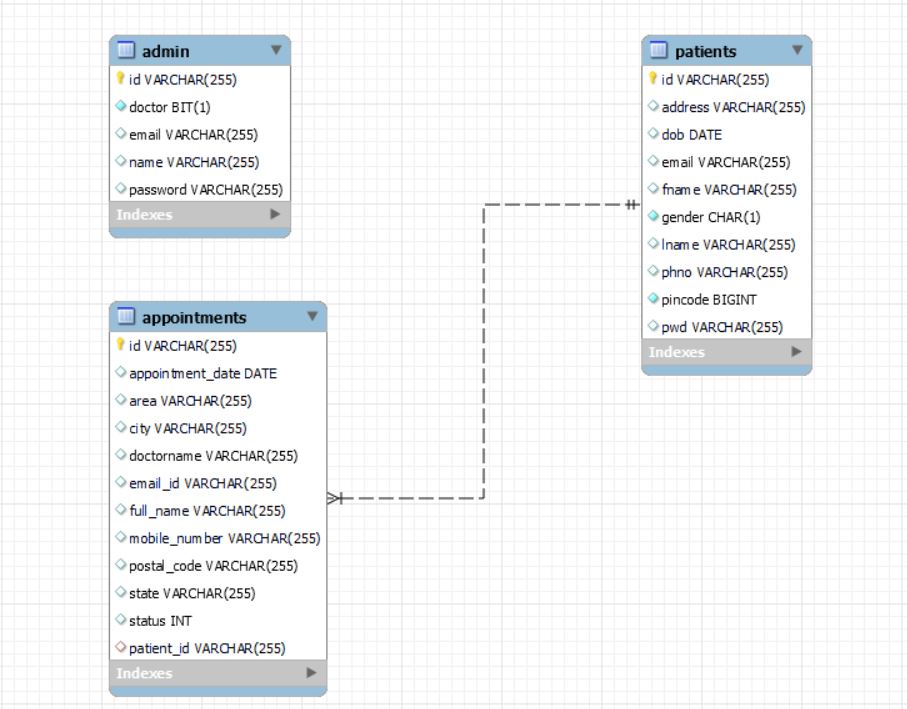 admin
id VARCHAR(255)
doctor BIT(1)
email VARCHAR(255)
name VARCHAR(255)
password VARCHAR(255)
Indexes
patients
id VARCHAR(255)
address VARCHAR(255)
dob DATE
email VARCHAR(255)
fname VARCHAR(255)
gender CHAR(1)
lname VARCHAR(255)
phno VARCHAR(255)
pincode BIGINT
pwd VARCHAR(255)
Indexes
appointments
id VARCHAR(255)
appointment_date DATE
area VARCHAR(255)
city VARCHAR(255)
doctorname VARCHAR(255)
email_id VARCHAR(255)
full_name VARCHAR(255)
mobile_number VARCHAR(255)
postal_code VARCHAR(255)
state VARCHAR(255)
status INT
patient_id VARCHAR(255)
Indexes